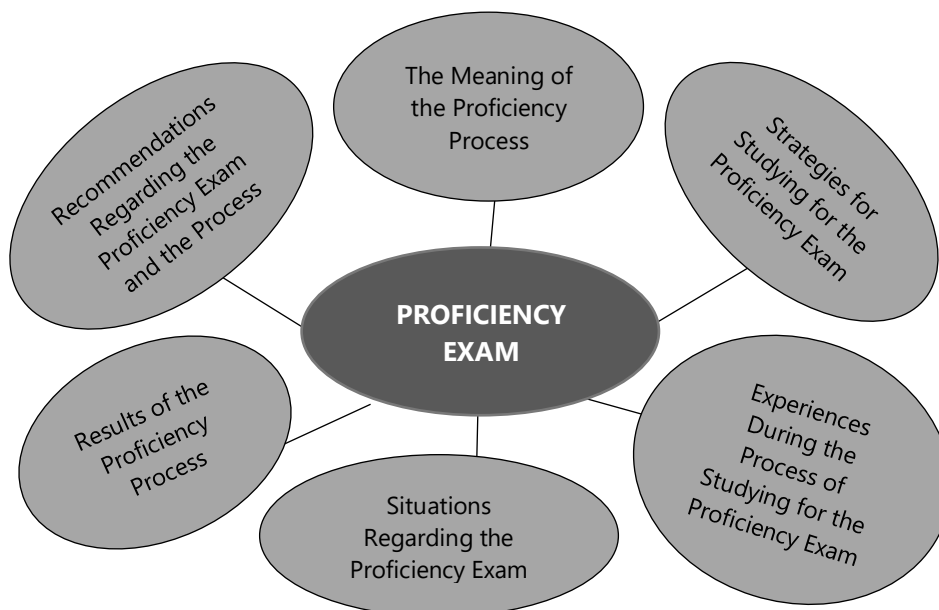 The Meaning of
the Proficiency
Process
Strategies for
Studying for the
Proficiency Exam
Experiences
During the
Process of
Studying for the
Proficiency Exam
Situations
Regarding the
Proficiency Exam
Results of the
Proficiency
Process
Recommendations
Regarding the
Proficiency Exam
and the Process
PROFICIENCY
EXAM